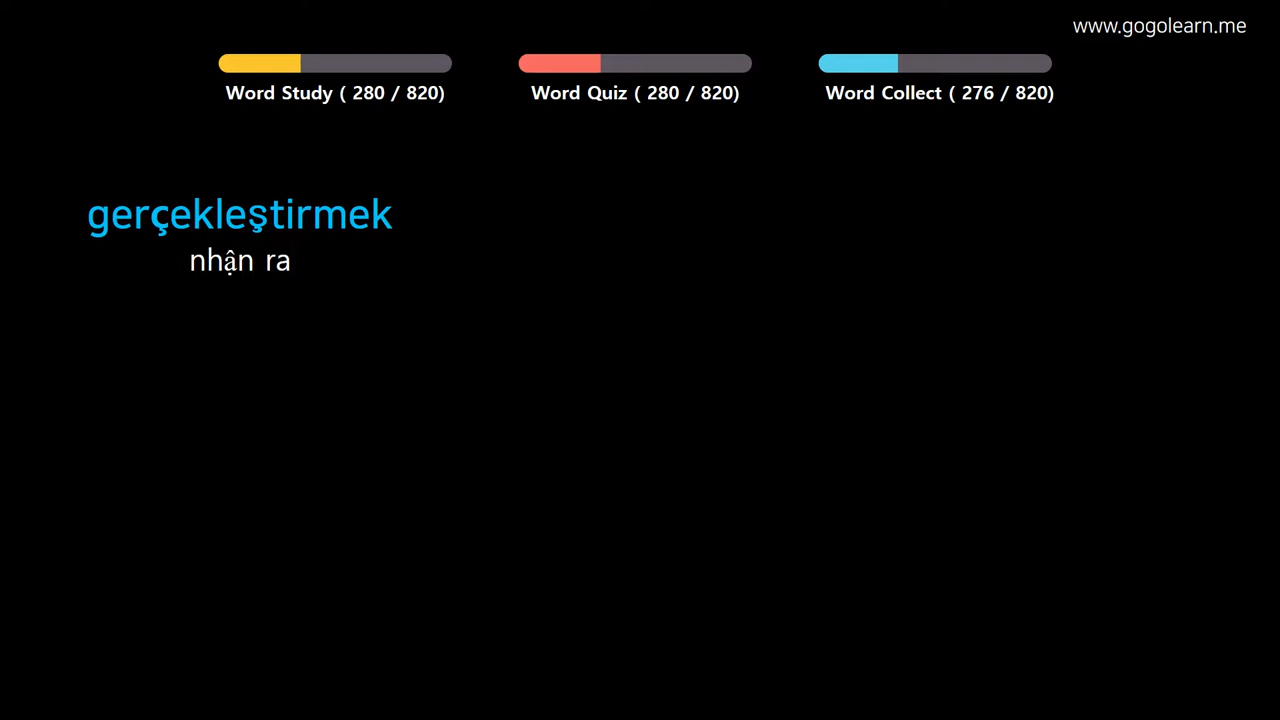 www.gogolearn.me
Word Study ( 280 / 820)
Word Quiz ( 280 / 820)
Word Collect ( 276 / 820)
gerçekleştirmek
nhận ra